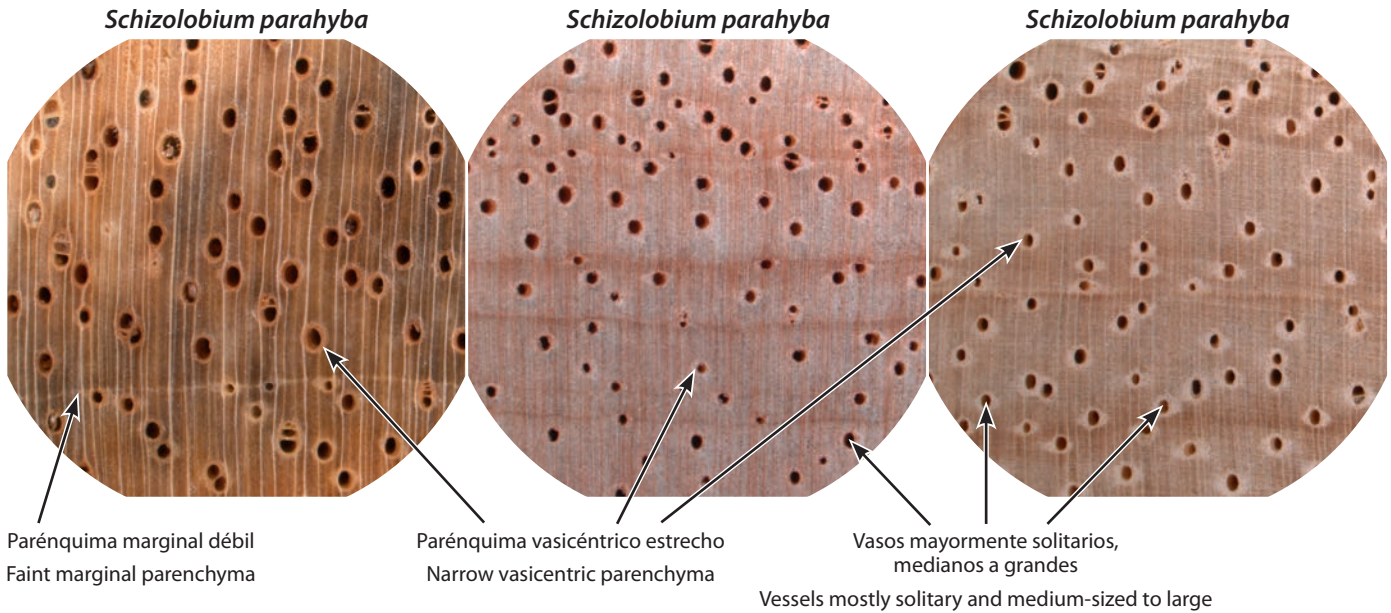 Schizolobium parahyba
Schizolobium parahyba
Schizolobium parahyba
Parénquima marginal débil
Faint marginal parenchyma
Parénquima vasicéntrico estrecho
Narrow vasicentric parenchyma
Vasos mayormente solitarios,
medianos a grandes
Vessels mostly solitary and medium-sized to large